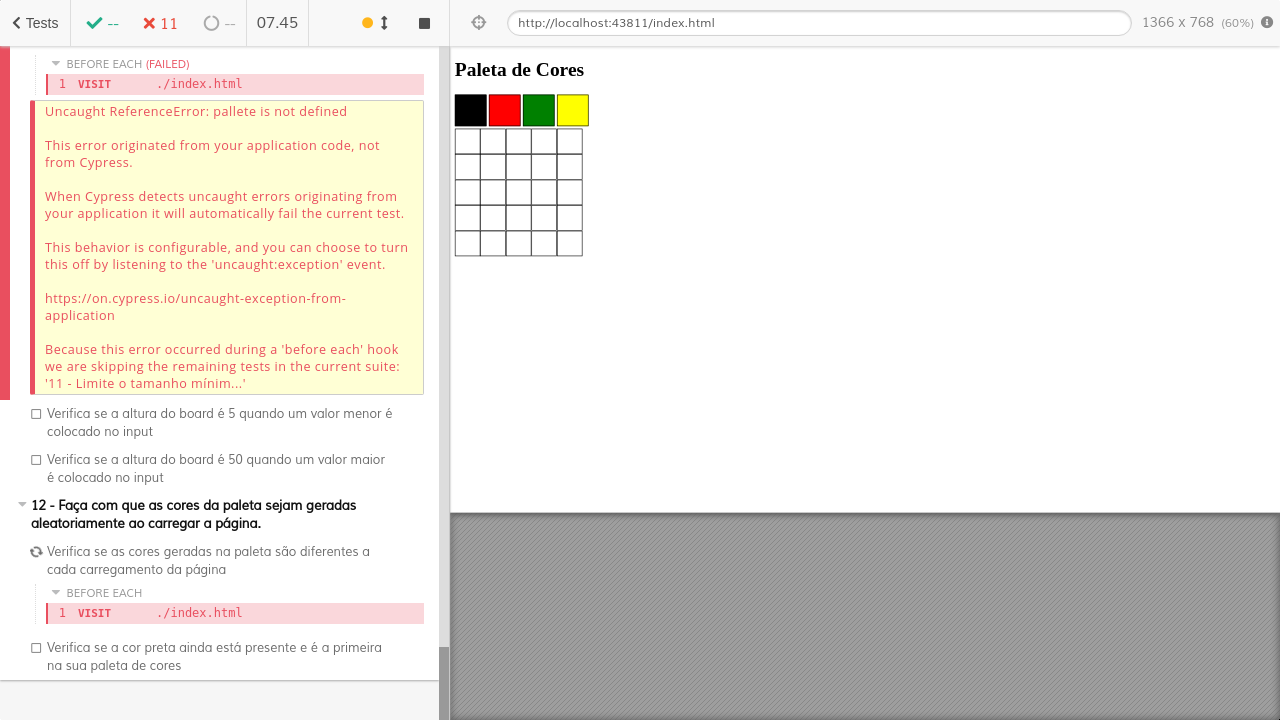 Tests
--
11
--
07.45
http://localhost:43811/index.html
1366 x 768 (60%)
BEFORE EACH (FAILED)
1 VISIT ./index.html
Uncaught ReferenceError: pallete is not defined
This error originated from your application code, not
from Cypress.
When Cypress detects uncaught errors originating from
your application it will automatically fail the current test.
This behavior is configurable, and you can choose to turn
this off by listening to the 'uncaught:exception' event.
https://on.cypress.io/uncaught-exception-from-
application
Because this error occurred during a 'before each' hook
we are skipping the remaining tests in the current suite:
'11 - Limite o tamanho mínim...'
Verifica se a altura do board é 5 quando um valor menor é
colocado no input
Verifica se a altura do board é 50 quando um valor maior
é colocado no input
12 - Faça com que as cores da paleta sejam geradas
aleatoriamente ao carregar a página.
Verifica se as cores geradas na paleta são diferentes a
cada carregamento da página
BEFORE EACH
1 VISIT ./index.html
Verifica se a cor preta ainda está presente e é a primeira
na sua paleta de cores
Paleta de Cores